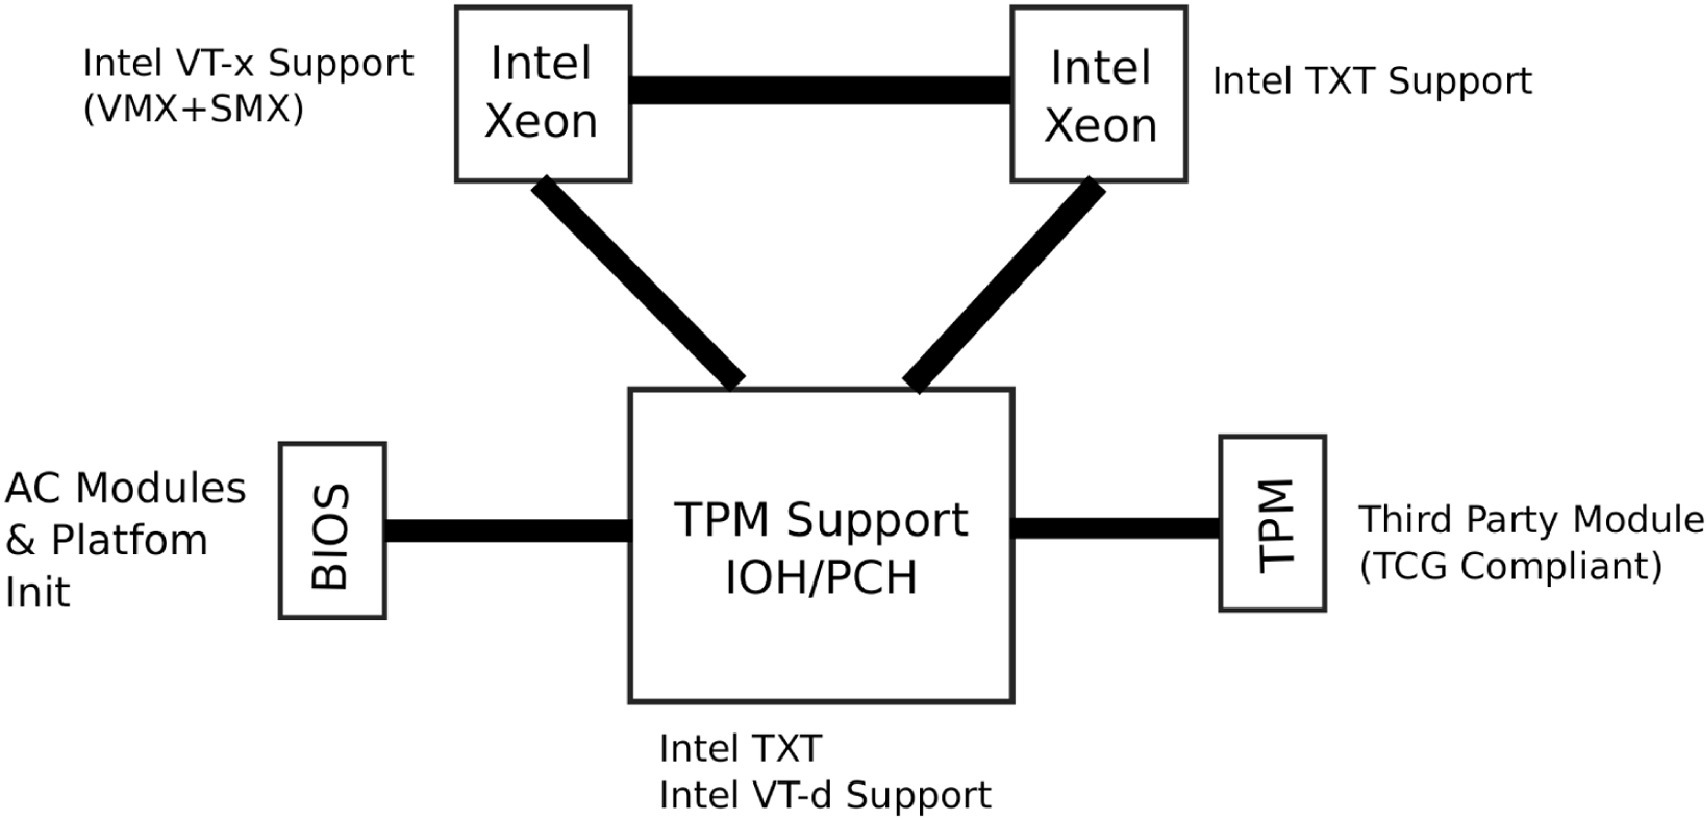 Intel VT-x Support
(VMX+SMX)
Intel
Xeon
Intel
Xeon
Intel TXT Support
AC Modules
& Platfom
Init
BIOS
TPM Support
IOH/PCH
TPM
Third Party Module
(TCG Compliant)
Intel TXT
Intel VT-d Support